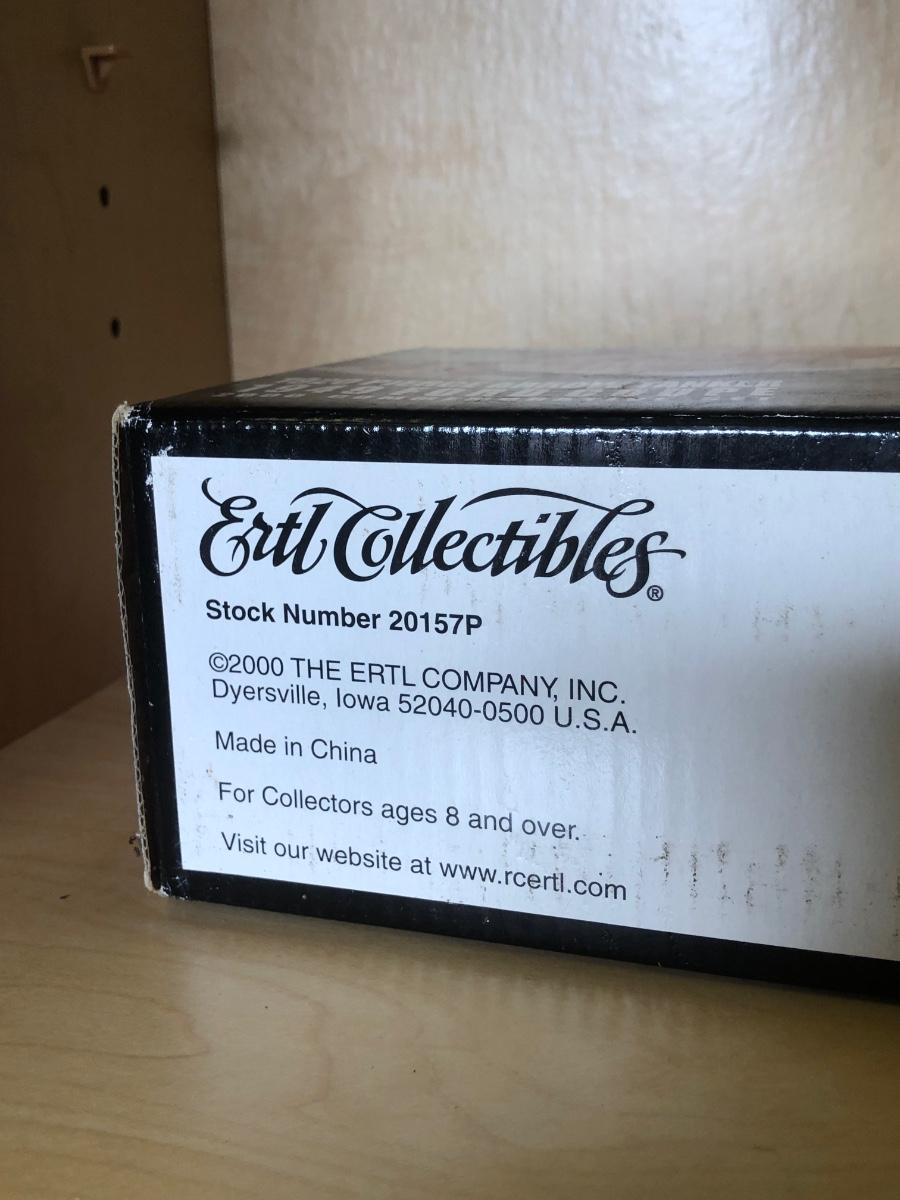 Ertl Collectibles®
Stock Number 20157P
©2000 THE ERTL COMPANY, INC.
Dyersville, Iowa 52040-0500 U.S.A.
Made in China
For Collectors ages 8 and over.
Visit our website at www.rcertl.com